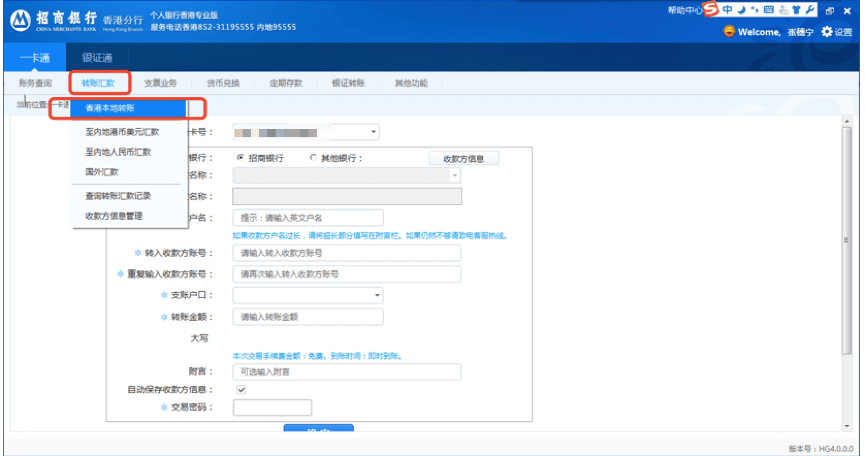 招商银行 香港分行 个人银行香港专业版
CHINA MERCHANTS BANK Hong Kong Branch 服务电话香港852-31195555 内地95555
帮助中心 中
Welcome, 张穗宁 设置
一卡通 银证通
账务查询 转账汇款 支票业务 货币兑换 定期存款 银证转账 其他功能
当前位置: 一卡通
香港本地转账
至内地港币美元汇款
至内地人民币汇款
国外汇款
查询转账汇款记录
收款方信息管理
卡号：
银行： 招商银行 其他银行： 收款方信息
名称：
名称：
户名： 提示：请输入英文户名
如果收款方户名过长，请将超长部分填写在附言栏。如果仍然不够请致电客服热线。
※ 转入收款方账号： 请输入转入收款方账号
※ 重复输入收款方账号： 请再次输入转入收款方账号
※ 支账户口：
※ 转账金额： 请输入转账金额
大写
本次交易手续费金额：免费。到账时间：即时到账。
附言： 可选输入附言
自动保存收款方信息：
※ 交易密码：
确 定
版本号：HG4.0.0.0